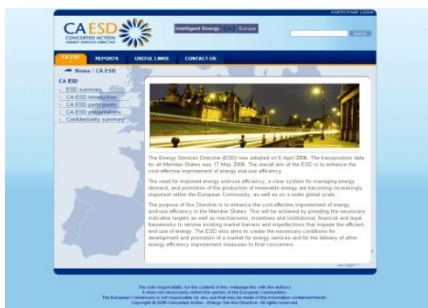 PARTICIPANT LOGIN
CA ESD
CONCERTED ACTION
ENERGY SERVICES DIRECTIVE
Intelligent Energy Europe
Search
CA ESD REPORTS USEFUL LINKS CONTACT US
Home / CA ESD
CA ESD
ESD summary
CA ESD Introduction
CA ESD participants
CA ESD presentations
Confidentiality summary
The Energy Services Directive (ESD) was adopted on 5 April 2006. The transposition date
for all Member States was 17 May 2008. The overall aim of the ESD is to enhance the
cost-effective improvement of energy end-use efficiency.
The need for improved energy end-use efficiency, a clear system for managing energy
demand, and promotion of the production of renewable energy are becoming increasingly
important within the European Community, as well as on a wider global scale.
The purpose of this Directive is to enhance the cost-effective improvement of energy
end-use efficiency in the Member States. This will be achieved by providing the necessary
indicative targets as well as mechanisms, incentives and institutional, financial and legal
frameworks to remove existing market barriers and imperfections that impede the efficient
end use of energy. The ESD also aims to create the necessary conditions for
development and promotion of a market for energy services and for the delivery of other
energy efficiency improvement measures to final consumers.
The sole responsibility for the content of this webpage lies with the authors.
It does not necessarily reflect the opinion of the European Communities.
The European Commission is not responsible for any use that may be made of the information contained therein.
Copyright © 2008 Concerted Action - Energy Service Directive. All rights reserved.